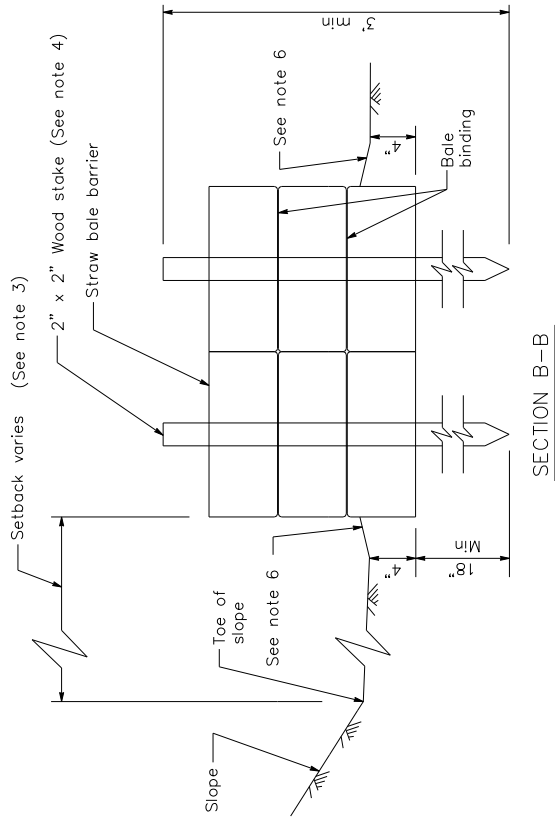 Setback varies (See note 3)
2" x 2" Wood stake (See note 4)
Straw bale barrier
Slope
Toe of
slope
See note 6
See note 6
3' min
4"
4"
18"
Min
Bale
binding
SECTION B-B